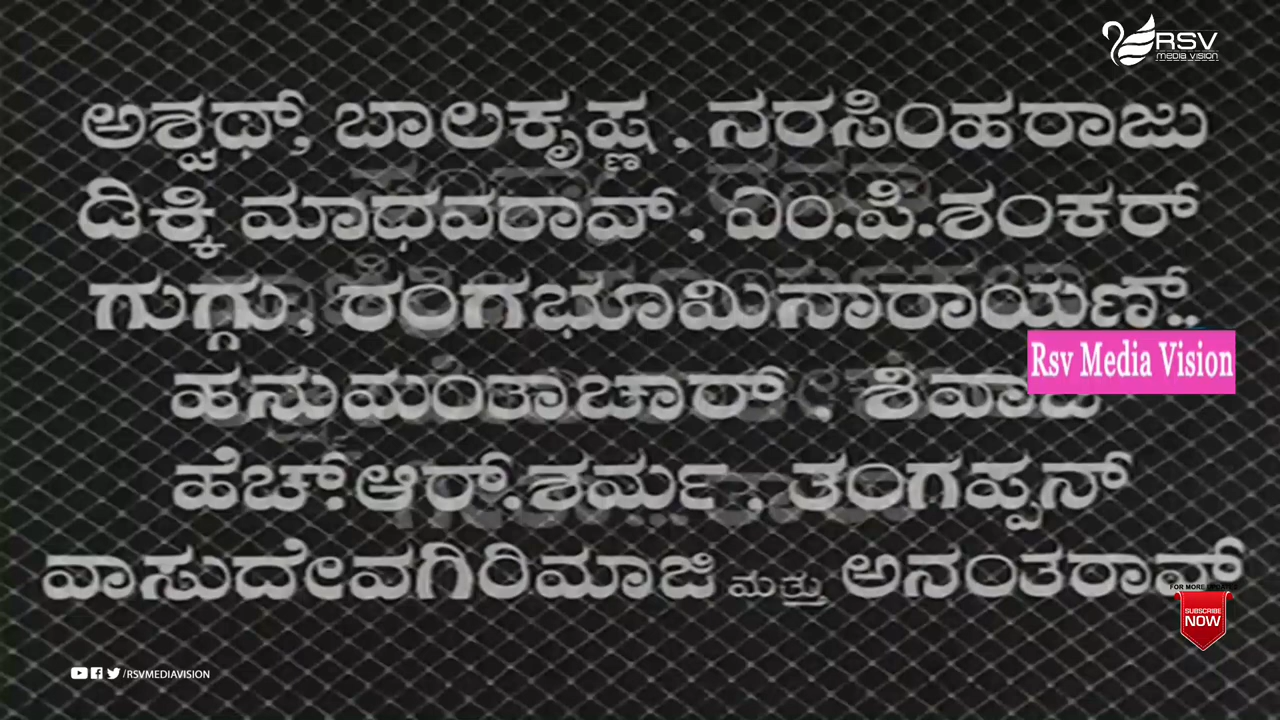 RSV
MEDIA VISION
ಅಶ್ವಥ್, ಬಾಲಕೃಷ್ಣ , ನರಸಿಂಹರಾಜು
ಡಿಕ್ಕಿ ಮಾಧವರಾವ್ , ಏಂ.ಪಿ.ಶಂಕರ್
ಗುಗ್ಗು, ರಂಗಭೂಮಿನಾರಾಯಣ್..
Rsv Media Vision
ಹನ್ನುಮಂತಾಚಾರ್ .
ಹೆಚ್.ಆರ್.ಶರ್ಮ , ತಂಗಪ್ಪನ್
ವಾಸುದೇವಗಿರಿಮಾಜಿ ಮತ್ತು ಅನಂತರಾವ್
SUBSCRIBE
NOW
/RSVMEDIAVISION